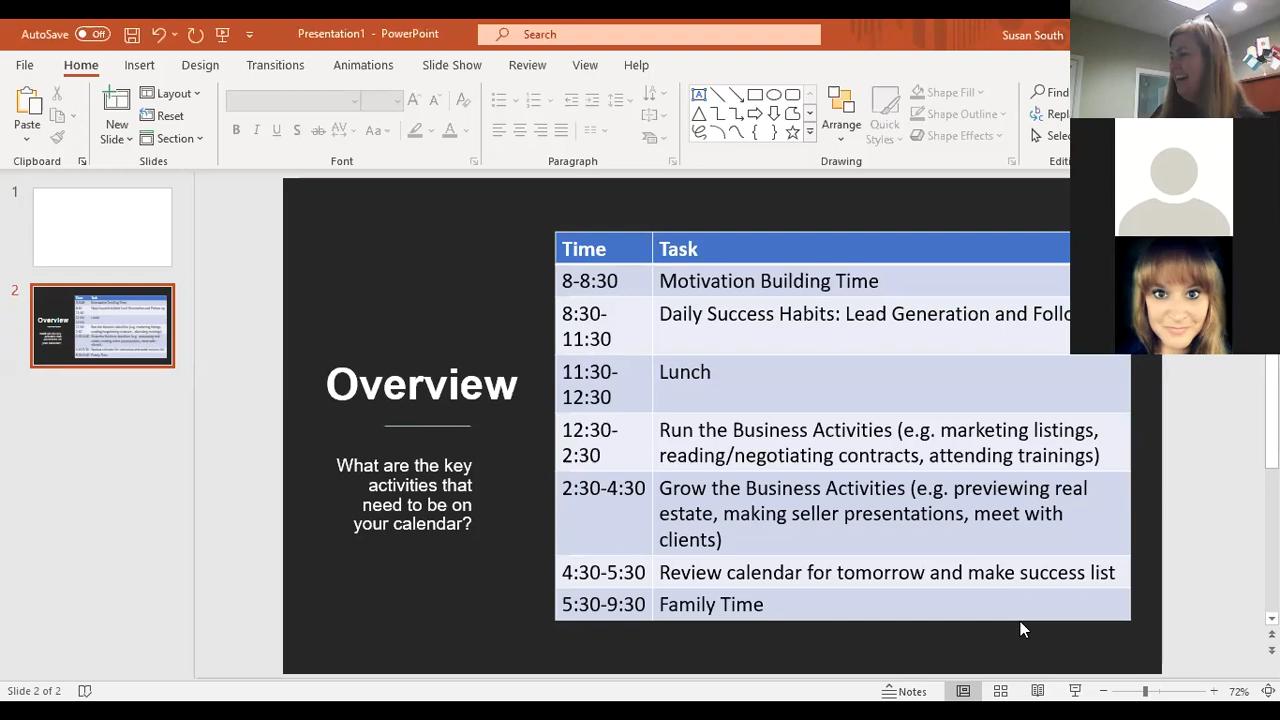 AutoSave Off Presentation1 - PowerPoint Search Susan South
File Home Insert Design Transitions Animations Slide Show Review View Help
Paste
New
Slide
Layout
Reset
Section
Arrange
Quick
Styles
Shape Fill
Shape Outline
Shape Effects
Find
Clipboard Slides Font Paragraph Drawing
1
2
Overview
What are the key
activities that
need to be on
your calendar?
Time Task
8-8:30 Motivation Building Time
8:30-
11:30
Daily Success Habits: Lead Generation and
11:30-
12:30
Lunch
12:30-
2:30
Run the Business Activities (e.g. marketing listings,
reading/negotiating contracts, attending trainings)
2:30-4:30 Grow the Business Activities (e.g. previewing real
estate, making seller presentations, meet with
clients)
4:30-5:30 Review calendar for tomorrow and make success list
5:30-9:30 Family Time
Slide 2 of 2 Notes 72%